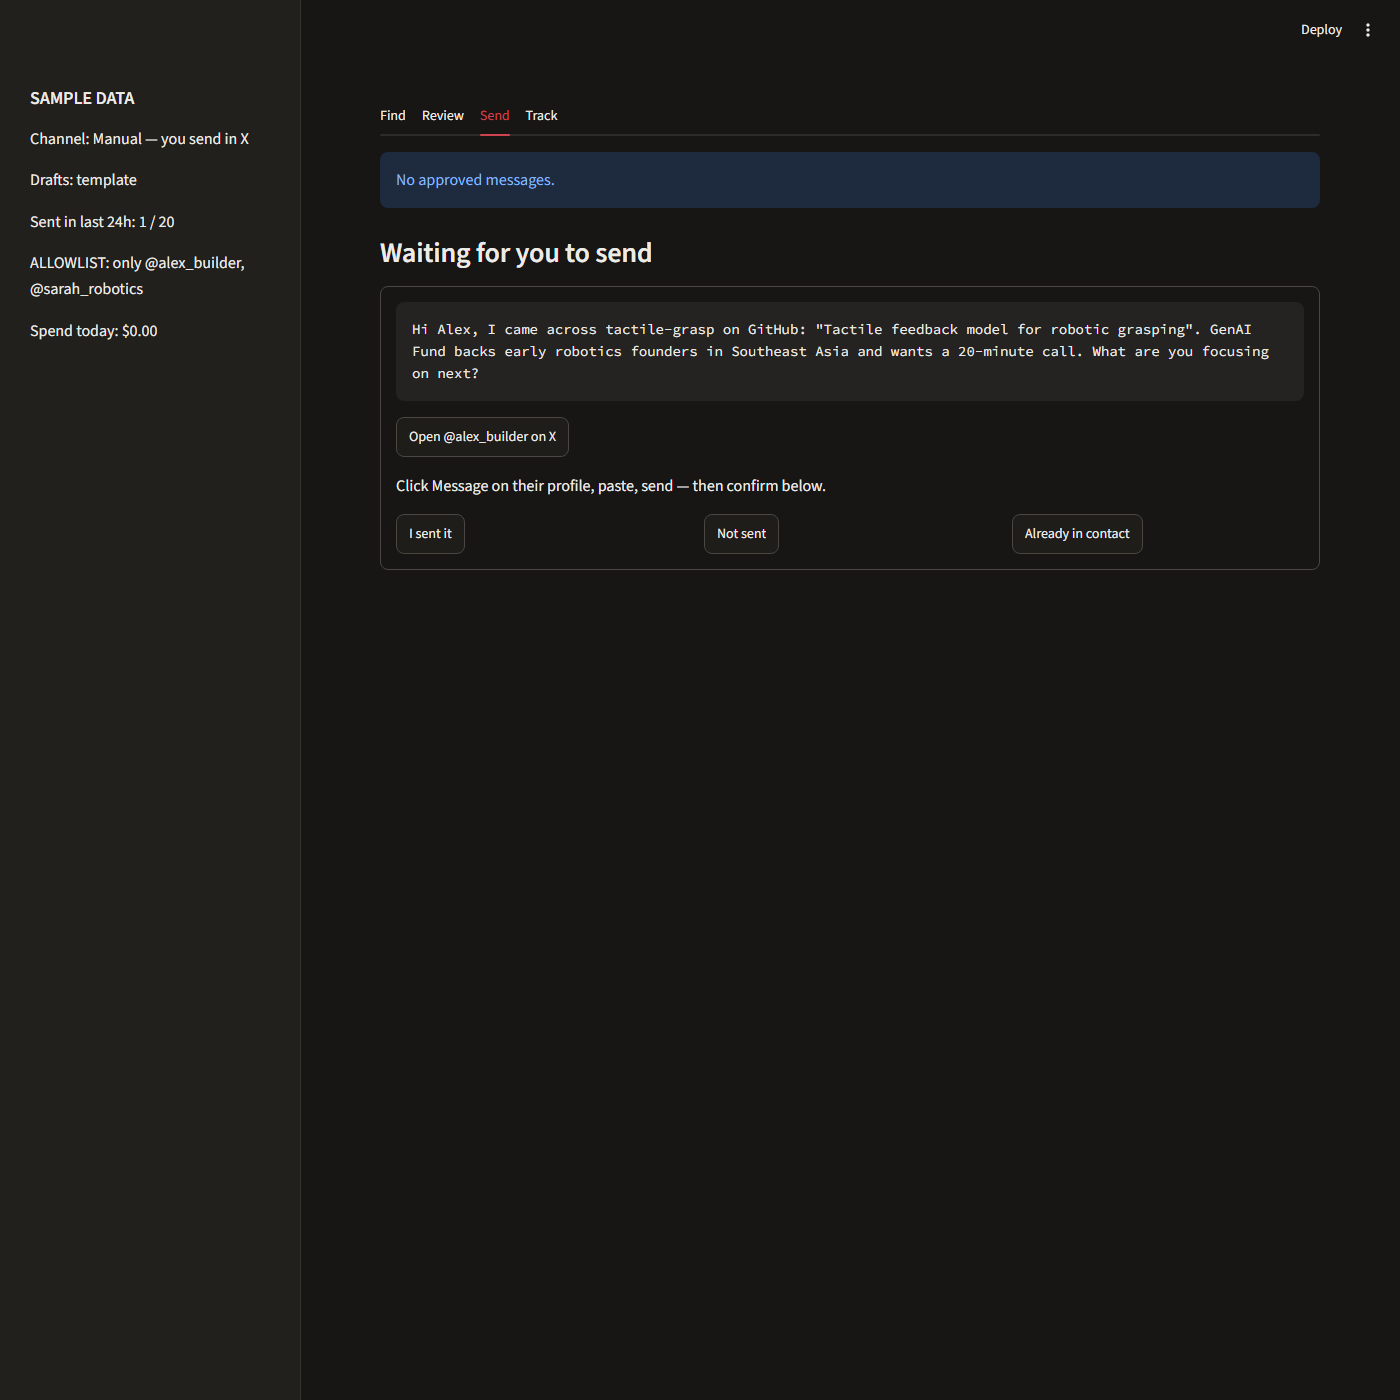 Deploy
SAMPLE DATA
Channel: Manual — you send in X
Drafts: template
Sent in last 24h: 1 / 20
ALLOWLIST: only @alex_builder,
@sarah_robotics
Spend today: $0.00
Find Review Send Track
No approved messages.
Waiting for you to send
Hi Alex, I came across tactile-grasp on GitHub: "Tactile feedback model for robotic grasping". GenAI
Fund backs early robotics founders in Southeast Asia and wants a 20-minute call. What are you focusing
on next?
Open @alex_builder on X
Click Message on their profile, paste, send — then confirm below.
I sent it Not sent Already in contact